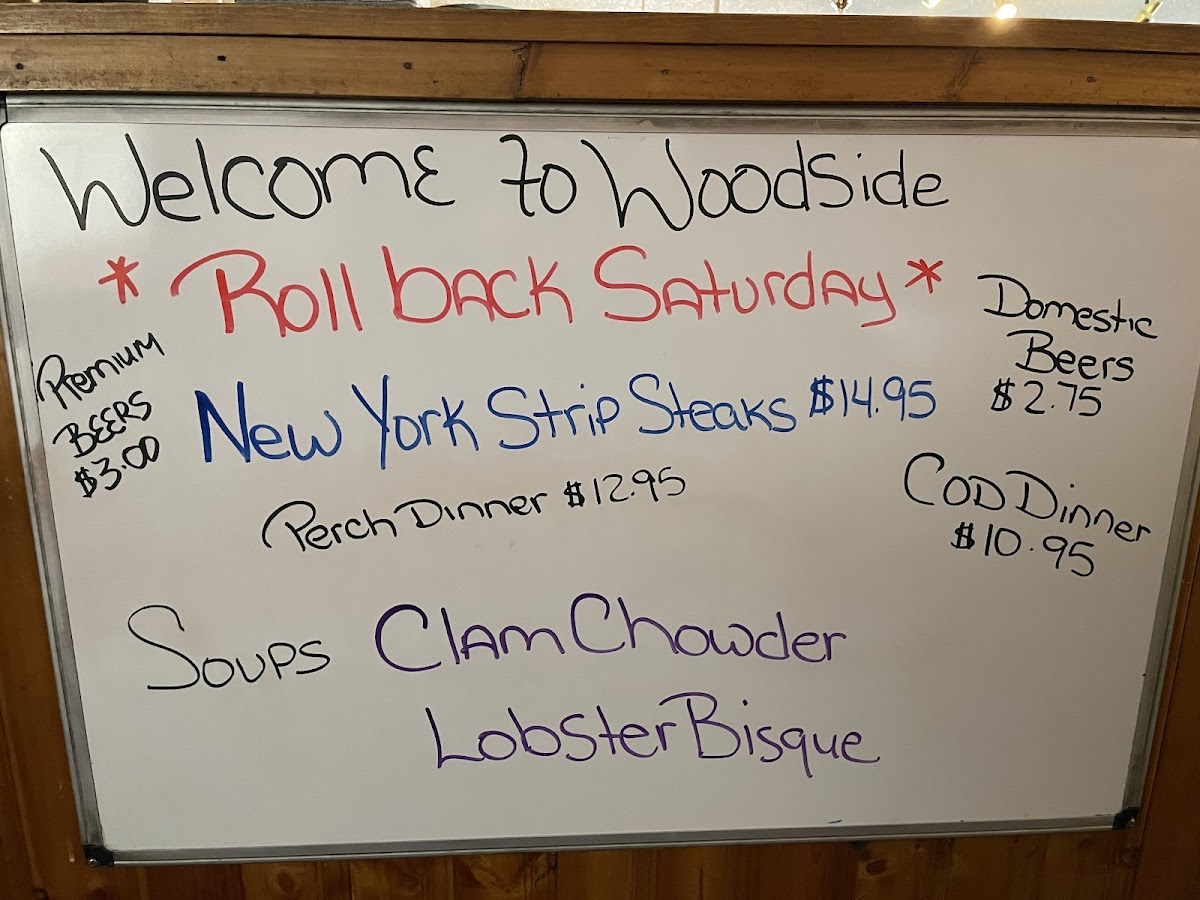 Welcome to Woodside
* Roll back Saturday *
Premium
BEERS
$3.00
Domestic
Beers
$2.75
New York Strip Steaks $14.95
Perch Dinner $12.95
Cod Dinner
$10.95
Soups Clam Chowder
Lobster Bisque